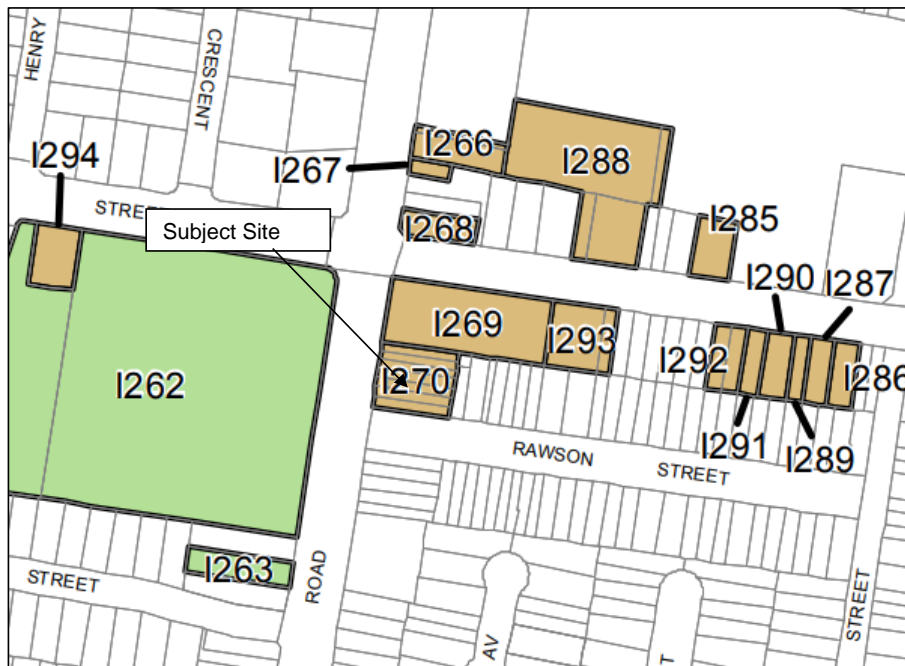 HENRY
CRESCENT
I294
I267
I266
I288
STREET
Subject Site
I268
I285
I290
I287
I269
I293
I292
I286
I262
I270
I291
I289
RAWSON STREET
I263
STREET
ROAD
AV
T
STREET